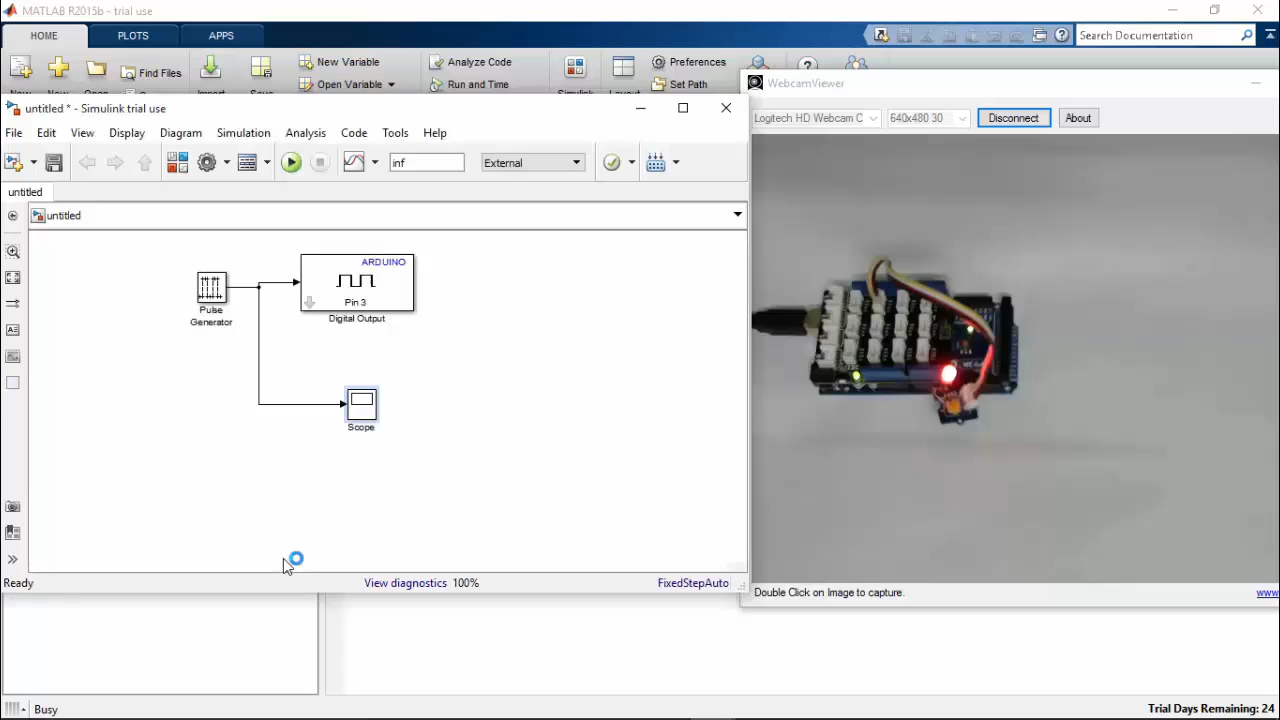 MATLAB R2015b - trial use
HOME PLOTS APPS
Search Documentation
Find Files
New Variable
Open Variable
Analyze Code
Run and Time
Preferences
Set Path
untitled * - Simulink trial use
File Edit View Display Diagram Simulation Analysis Code Tools Help
inf
External
untitled
untitled
ARDUINO
Pin 3
Digital Output
Pulse
Generator
Scope
Ready
View diagnostics 100%
FixedStepAuto
WebcamViewer
Logitech HD Webcam C
640x480 30
Disconnect
About
Double Click on Image to capture.
www
Busy
Trial Days Remaining: 24